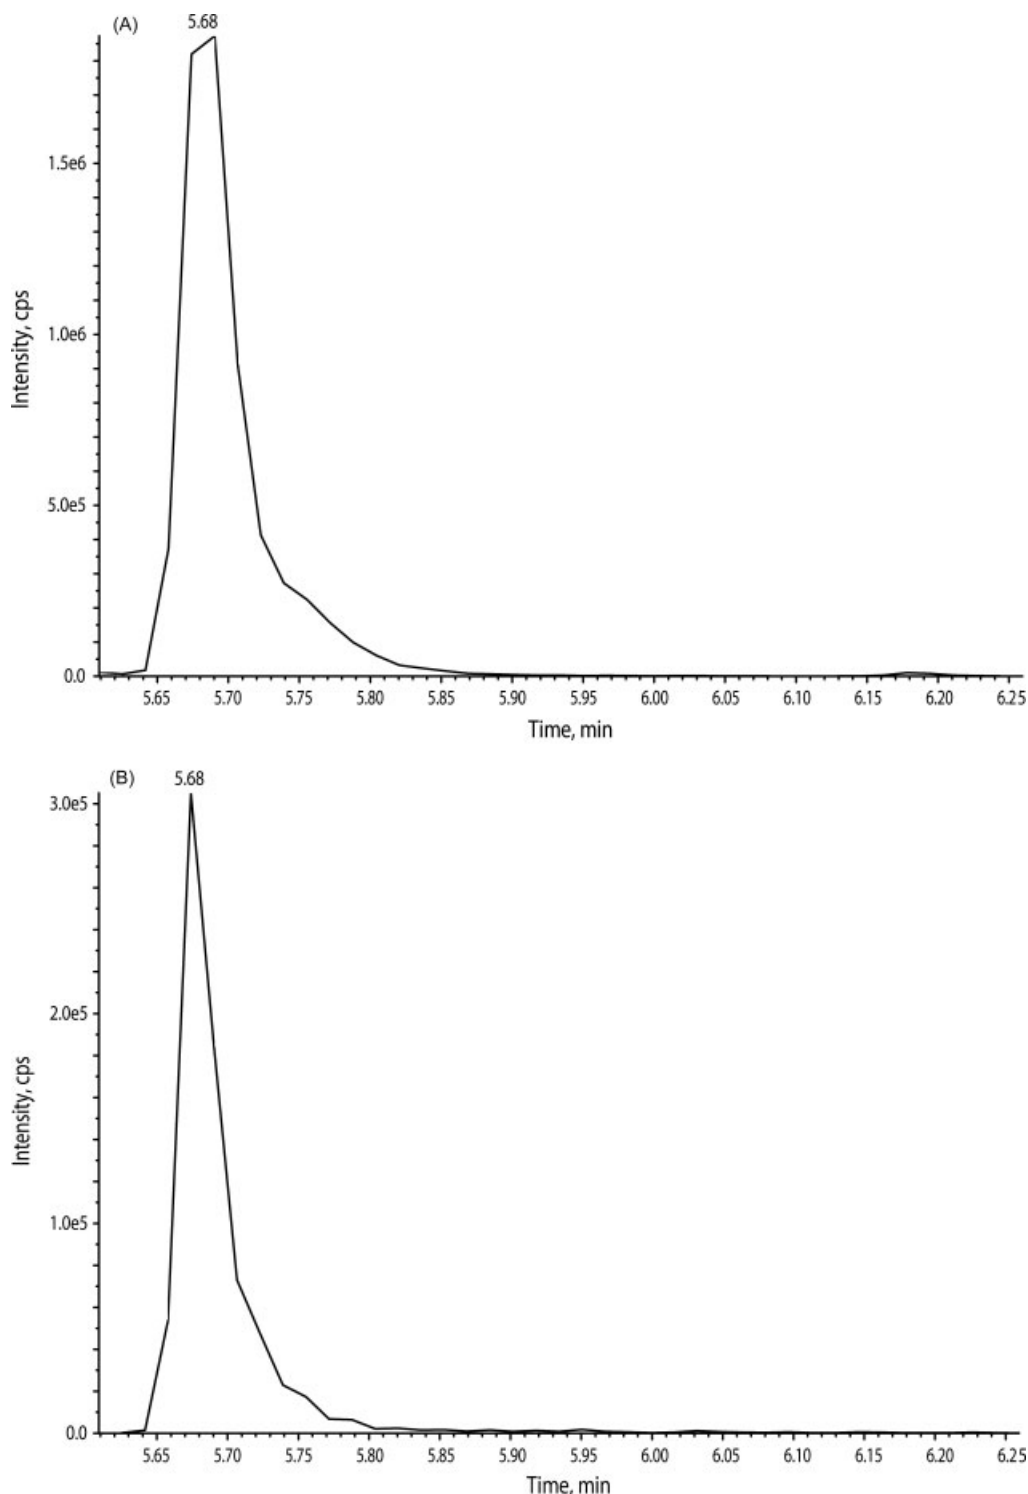 (A)
5.68
1.5e6
1.0e6
5.0e5
0.0
Intensity, cps
5.65 5.70 5.75 5.80 5.85 5.90 5.95 6.00 6.05 6.10 6.15 6.20 6.25
Time, min
(B)
5.68
3.0e5
2.0e5
1.0e5
0.0
Intensity, cps
5.65 5.70 5.75 5.80 5.85 5.90 5.95 6.00 6.05 6.10 6.15 6.20 6.25
Time, min